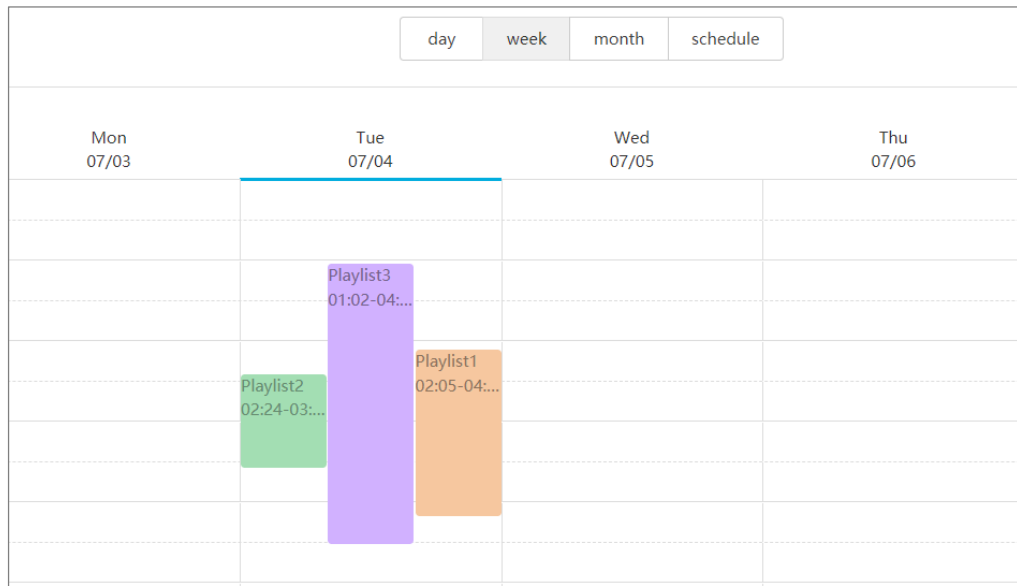 day week month schedule
Mon Tue Wed Thu
07/03 07/04 07/05 07/06
Playlist3
01:02-04:...
Playlist1
02:05-04:...
Playlist2
02:24-03:...